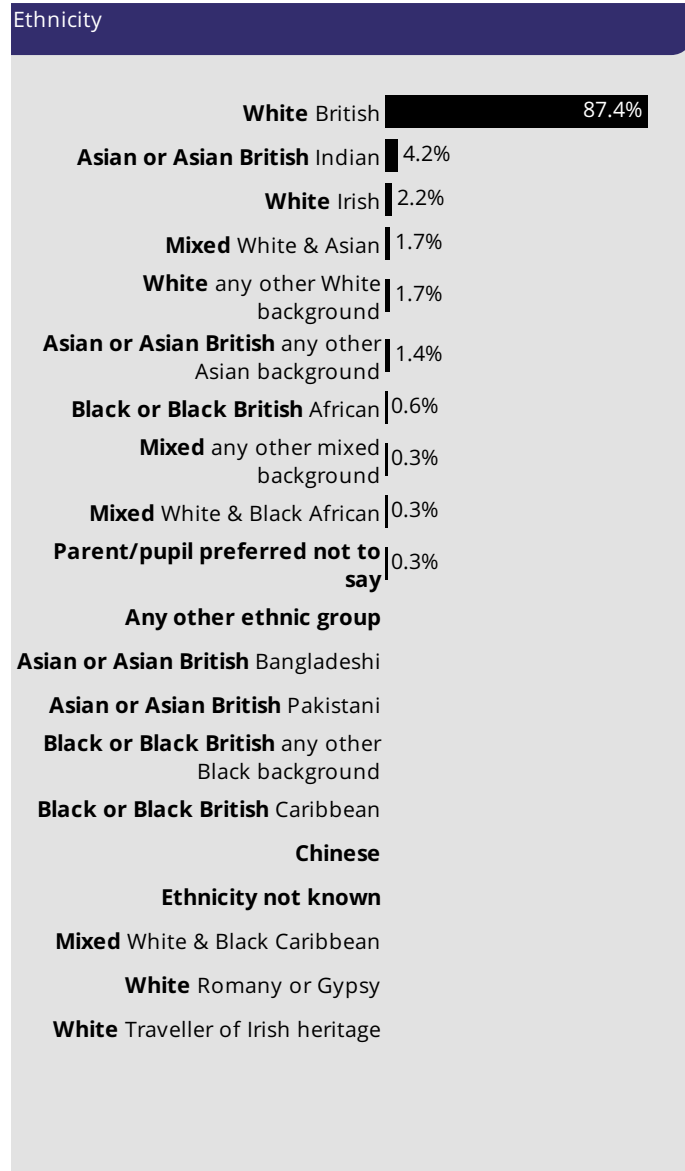 Ethnicity
White British 87.4%
Asian or Asian British Indian 4.2%
White Irish 2.2%
Mixed White & Asian 1.7%
White any other White
background 1.7%
Asian or Asian British any other
Asian background 1.4%
Black or Black British African 0.6%
Mixed any other mixed
background 0.3%
Mixed White & Black African 0.3%
Parent/pupil preferred not to
say 0.3%
Any other ethnic group
Asian or Asian British Bangladeshi
Asian or Asian British Pakistani
Black or Black British any other
Black background
Black or Black British Caribbean
Chinese
Ethnicity not known
Mixed White & Black Caribbean
White Romany or Gypsy
White Traveller of Irish heritage